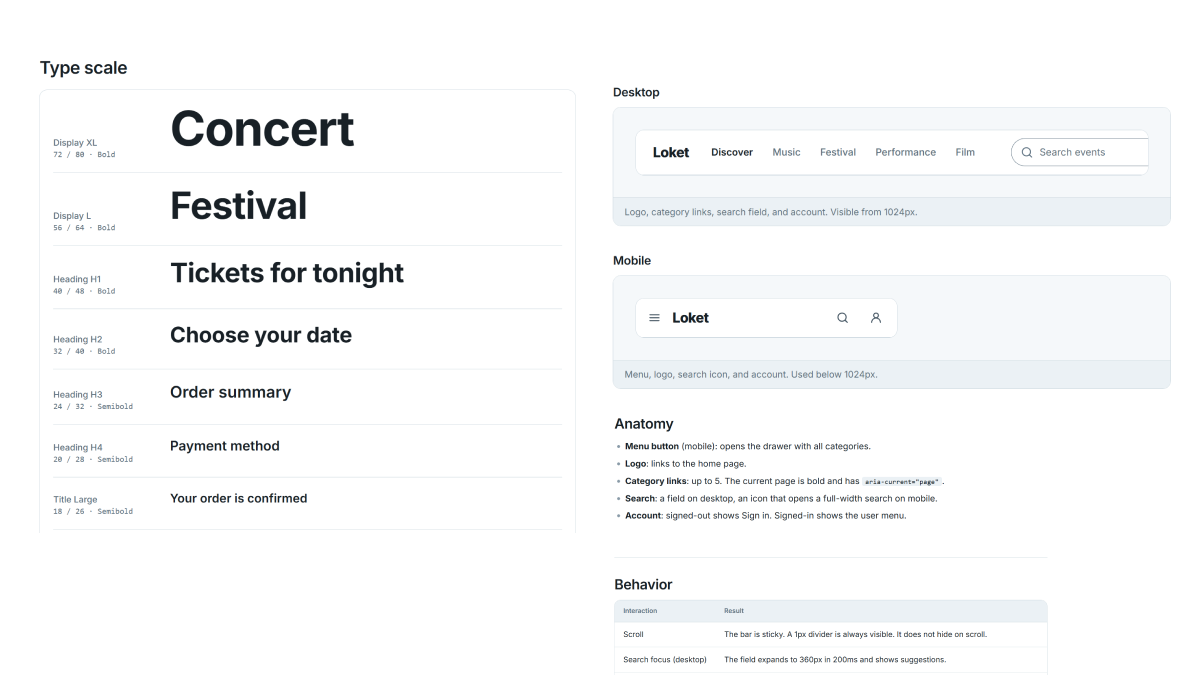 Type scale
Display XL
72 / 80 · Bold
Concert
Display L
56 / 64 · Bold
Festival
Heading H1
40 / 48 · Bold
Tickets for tonight
Heading H2
32 / 40 · Bold
Choose your date
Heading H3
24 / 32 · Semibold
Order summary
Heading H4
20 / 28 · Semibold
Payment method
Title Large
18 / 26 · Semibold
Your order is confirmed
Desktop
Loket Discover Music Festival Performance Film Search events
Logo, category links, search field, and account. Visible from 1024px.
Mobile
Loket
Menu, logo, search icon, and account. Used below 1024px.
Anatomy
• Menu button (mobile): opens the drawer with all categories.
• Logo: links to the home page.
• Category links: up to 5. The current page is bold and has aria-current="page".
• Search: a field on desktop, an icon that opens a full-width search on mobile.
• Account: signed-out shows Sign in. Signed-in shows the user menu.
Behavior
Interaction Result
Scroll The bar is sticky. A 1px divider is always visible. It does not hide on scroll.
Search focus (desktop) The field expands to 360px in 200ms and shows suggestions.